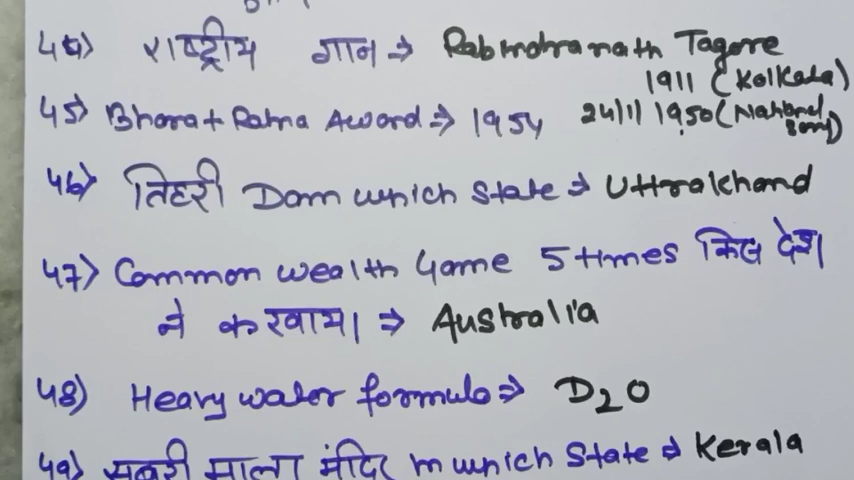 44) राष्ट्रीय गान ⇒ Rabindranath Tagore
1911 (Kolkata)
45) Bharat Ratna Award ⇒ 1954 24/1/1950 (National Song)
46) तिहरी Dam which State ⇒ Uttrakhand
47) Common wealth Game 5 times किस देश
ने करवाया ⇒ Australia
48) Heavy water formula ⇒ D₂O
49) सबरी माला मंदिर in which State ⇒ Kerala